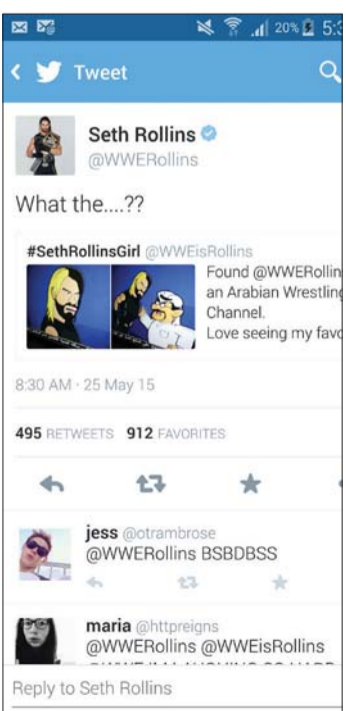 20% 5:3
Tweet
Seth Rollins
@WWERollins
What the....??
#SethRollinsGirl @WWEisRollins
Found @WWERollin
an Arabian Wrestling
Channel.
Love seeing my favo
8:30 AM · 25 May 15
495 RETWEETS 912 FAVORITES
jess @otrambrose
@WWERollins BSBDBSS
maria @httpreigns
@WWERollins @WWEisRollins
Reply to Seth Rollins